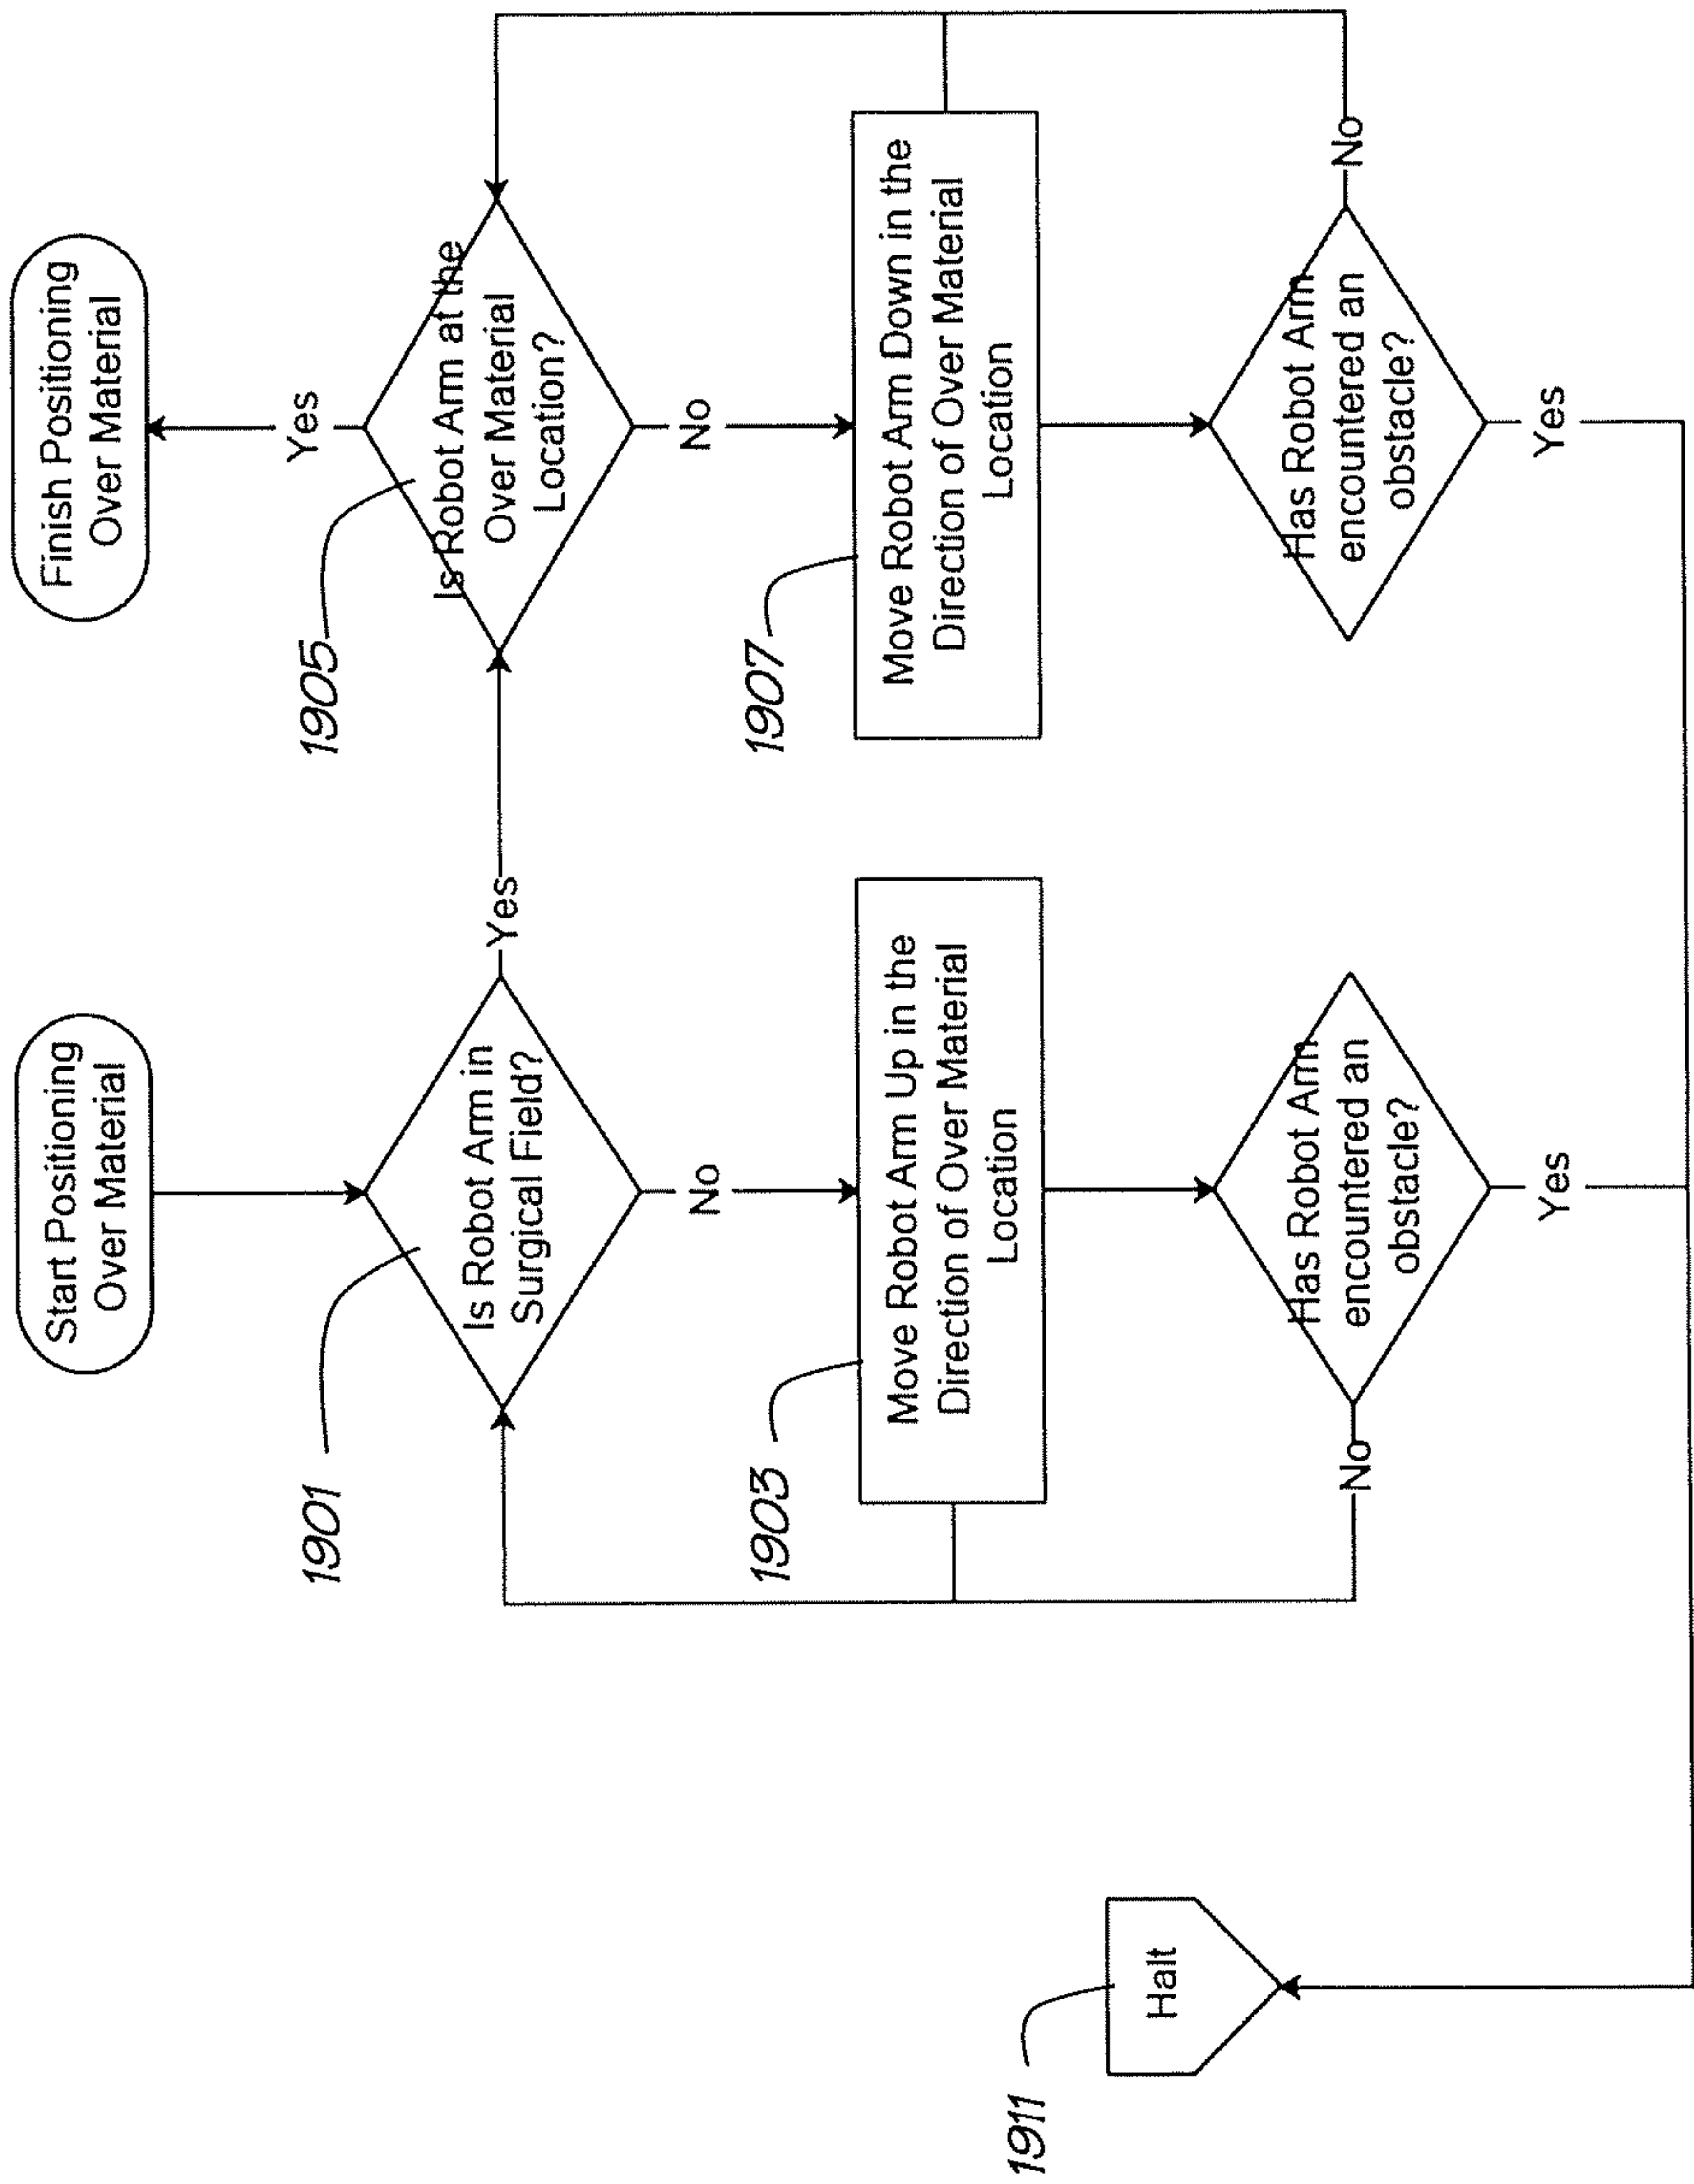 Start Positioning
Over Material
1901
Is Robot Arm in
Surgical Field?
Yes
No
1903
Move Robot Arm Up in the
Direction of Over Material
Location
Has Robot Arm
encountered an
obstacle?
No
Yes
Finish Positioning
Over Material
Yes
1905
Is Robot Arm at the
Over Material
Location?
No
1907
Move Robot Arm Down in the
Direction of Over Material
Location
Has Robot Arm
encountered an
obstacle?
No
Yes
1911
Halt